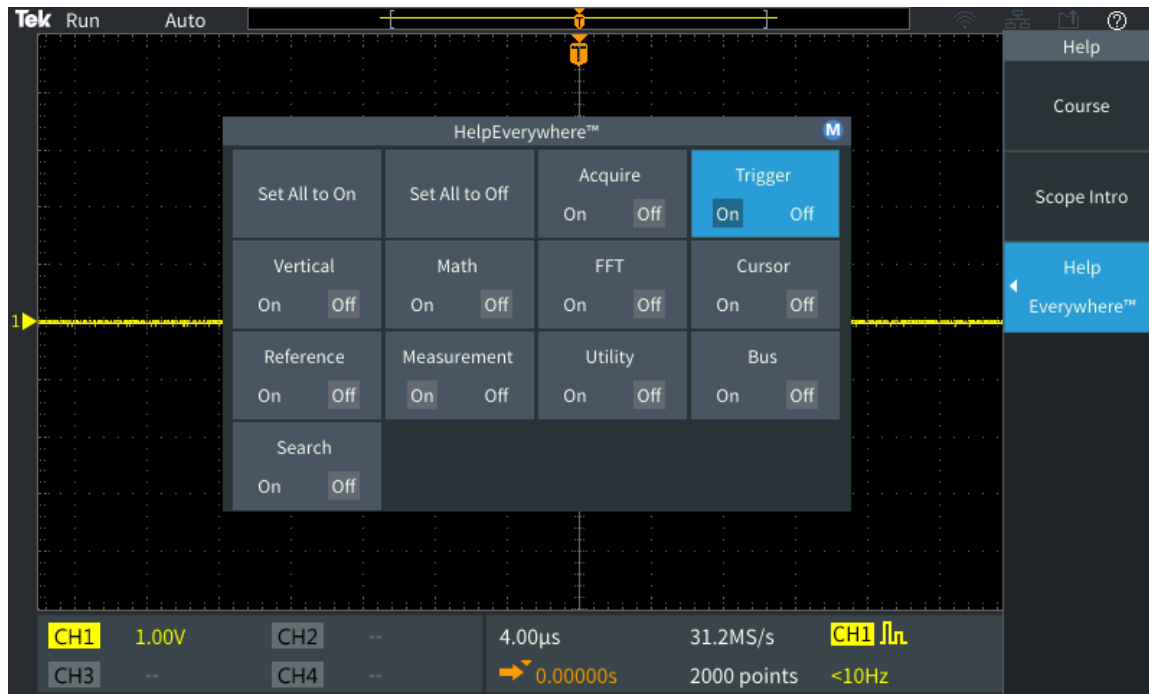 Tek Run Auto
T
T
Help
Course
Scope Intro
Help
Everywhere™
HelpEverywhere™ M
Set All to On
Set All to Off
Acquire
On Off
Trigger
On Off
Vertical
On Off
Math
On Off
FFT
On Off
Cursor
On Off
Reference
On Off
Measurement
On Off
Utility
On Off
Bus
On Off
Search
On Off
1
CH1 1.00V CH2 --
CH3 -- CH4 --
4.00µs 31.2MS/s CH1
0.00000s 2000 points <10Hz